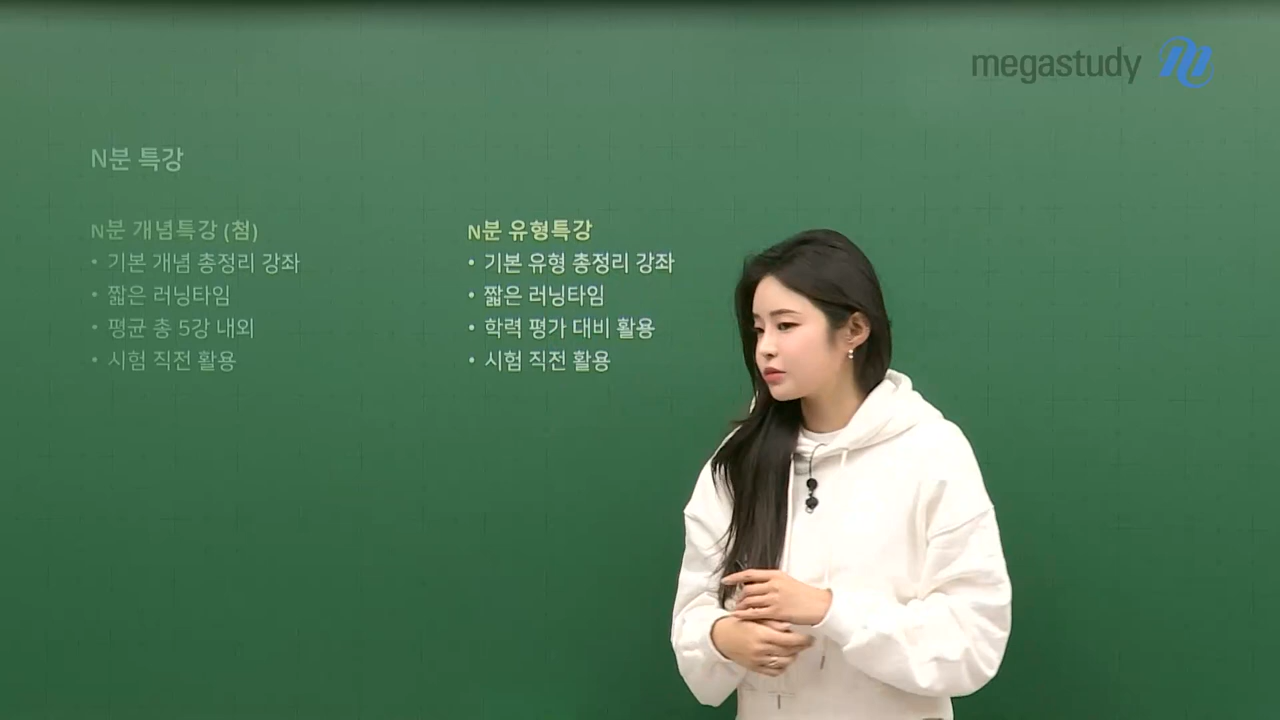 megastudy
N분 특강
N분 개념특강 (첨)
• 기본 개념 총정리 강좌
• 짧은 러닝타임
• 평균 총 5강 내외
• 시험 직전 활용
N분 유형특강
• 기본 유형 총정리 강좌
• 짧은 러닝타임
• 학력 평가 대비 활용
• 시험 직전 활용